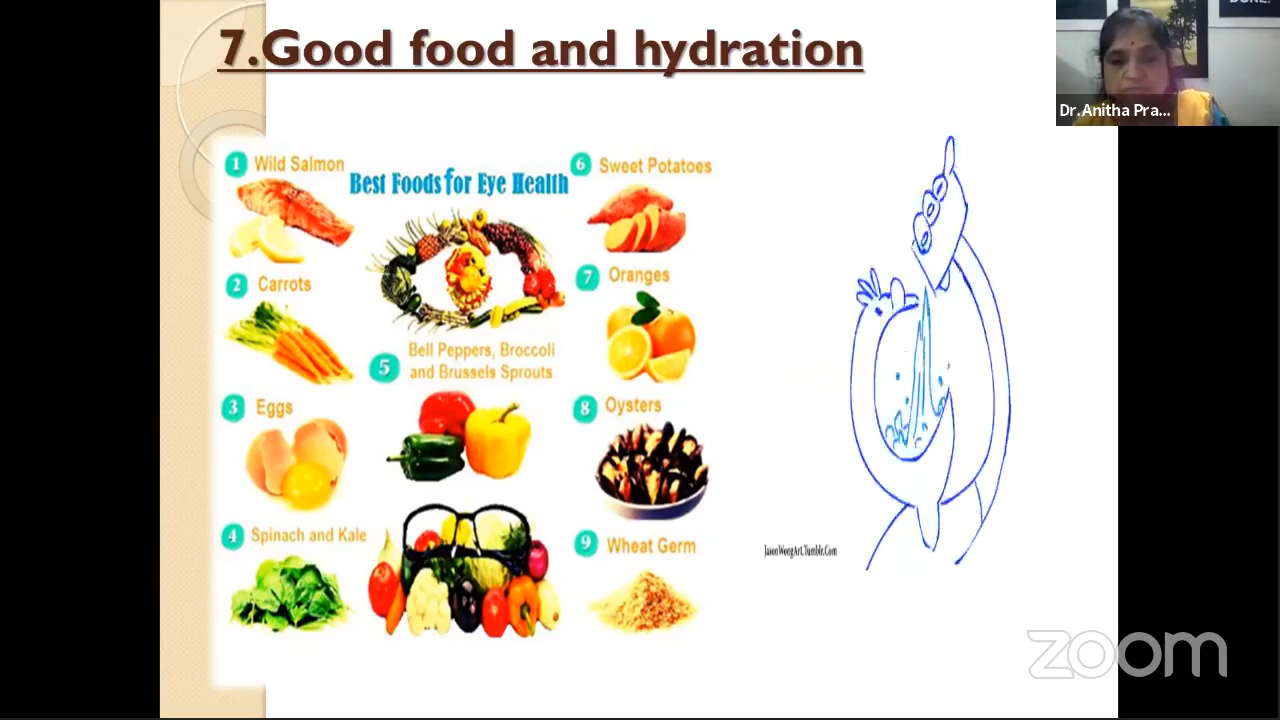 7.Good food and hydration
DONE.
Dr.Anitha Pra...
Best Foods for Eye Health
1 Wild Salmon
2 Carrots
3 Eggs
4 Spinach and Kale
5 Bell Peppers, Broccoli
and Brussels Sprouts
6 Sweet Potatoes
7 Oranges
8 Oysters
9 Wheat Germ
JasonWongArt.Tumblr.Com
zoom